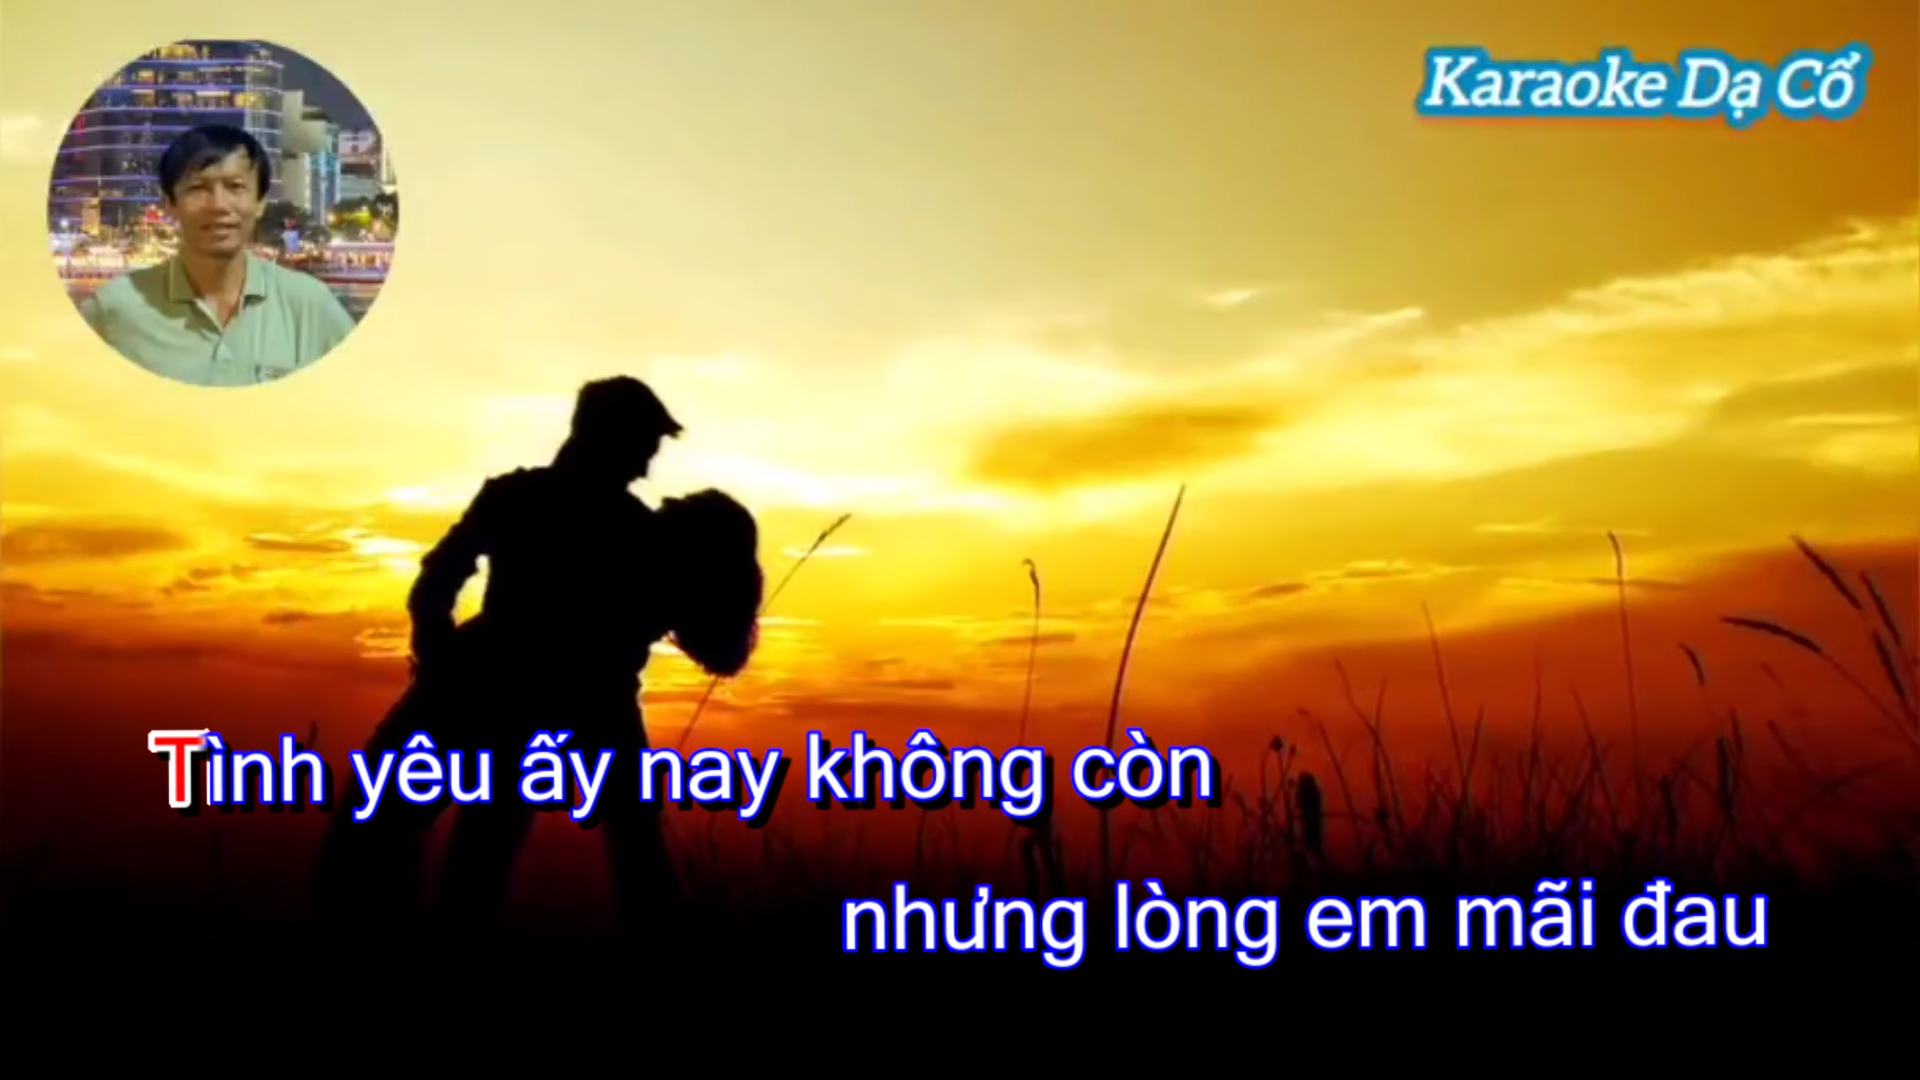 Karaoke Dạ Cổ
Tình yêu ấy nay không còn
nhưng lòng em mãi đau